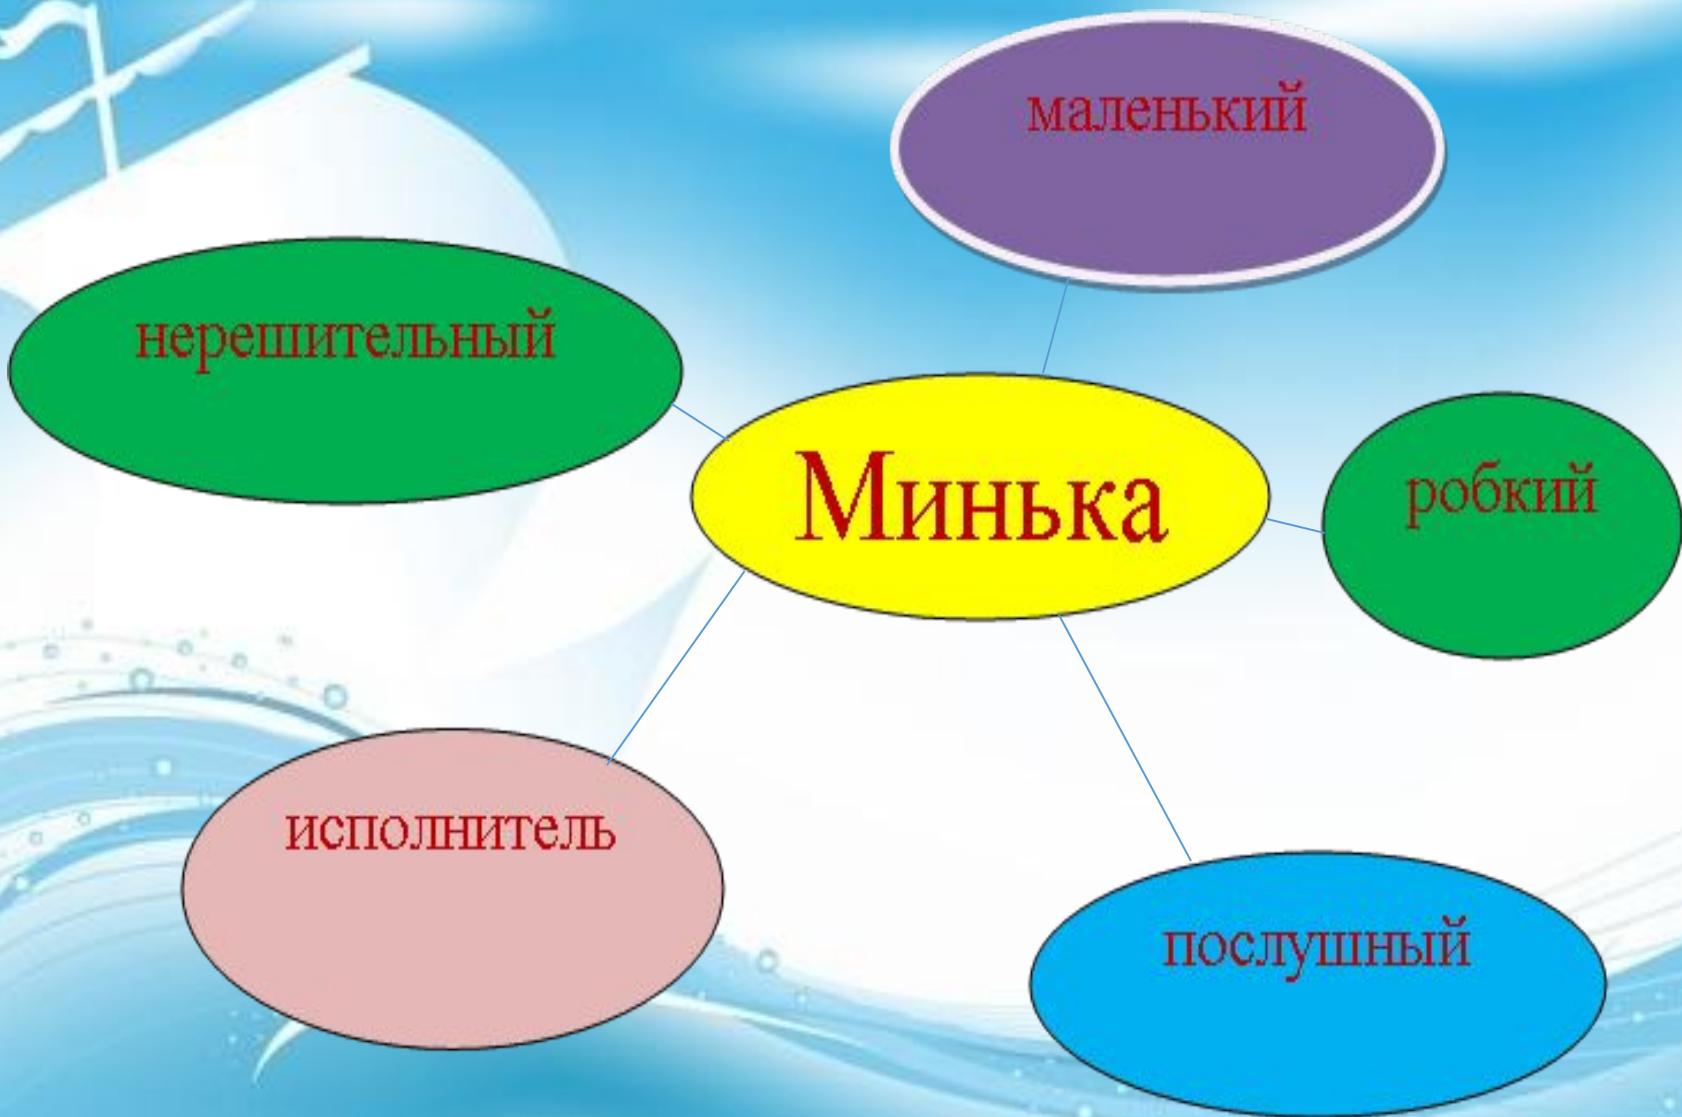 маленький
нерешительный
Минька
робкий
исполнитель
послушный